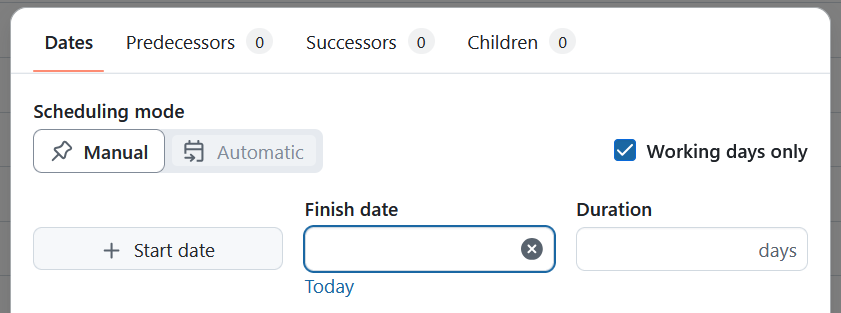 Dates Predecessors 0 Successors 0 Children 0
Scheduling mode
Manual Automatic Working days only
Finish date Duration
Start date days
Today